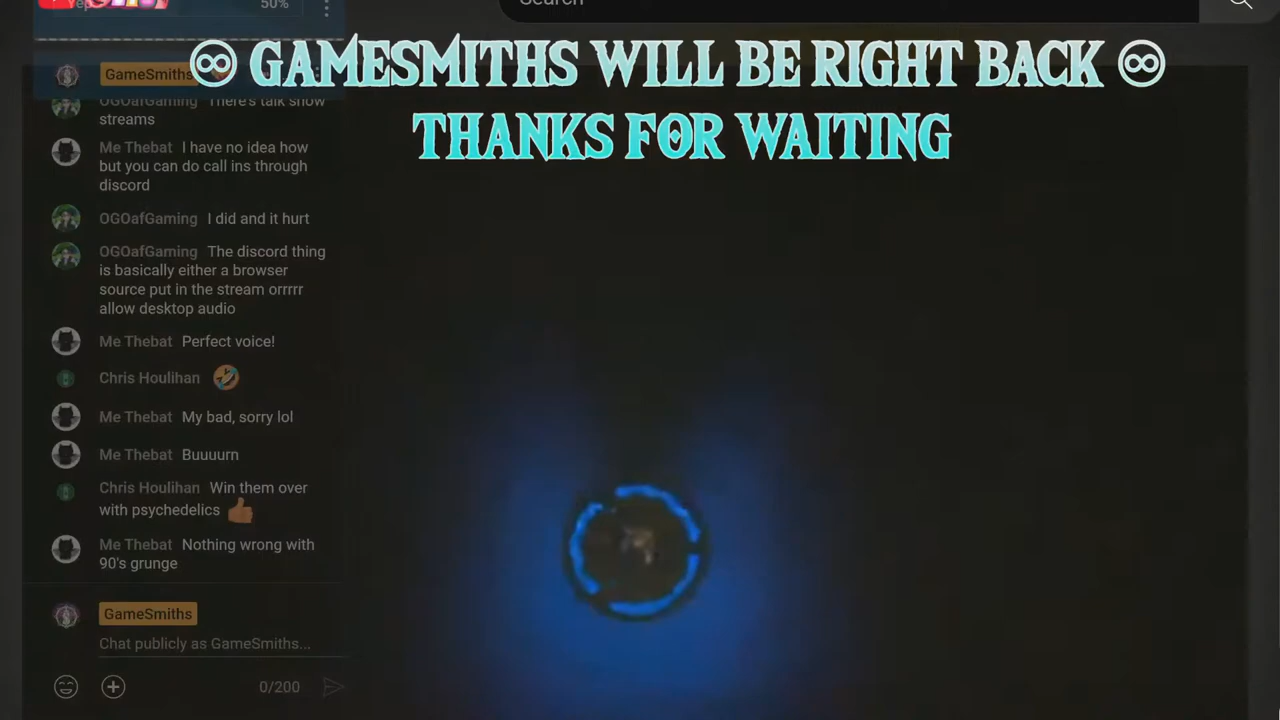 Yep 50%
Search
♾ GAMESMITHS WILL BE RIGHT BACK ♾
THANKS FOR WAITING
GameSmiths
OGOafGaming There's talk show
streams
Me Thebat I have no idea how
but you can do call ins through
discord
OGOafGaming I did and it hurt
OGOafGaming The discord thing
is basically either a browser
source put in the stream orrrrr
allow desktop audio
Me Thebat Perfect voice!
Chris Houlihan 🤣
Me Thebat My bad, sorry lol
Me Thebat Buuuurn
Chris Houlihan Win them over
with psychedelics 👍🏾
Me Thebat Nothing wrong with
90's grunge
GameSmiths
Chat publicly as GameSmiths...
0/200